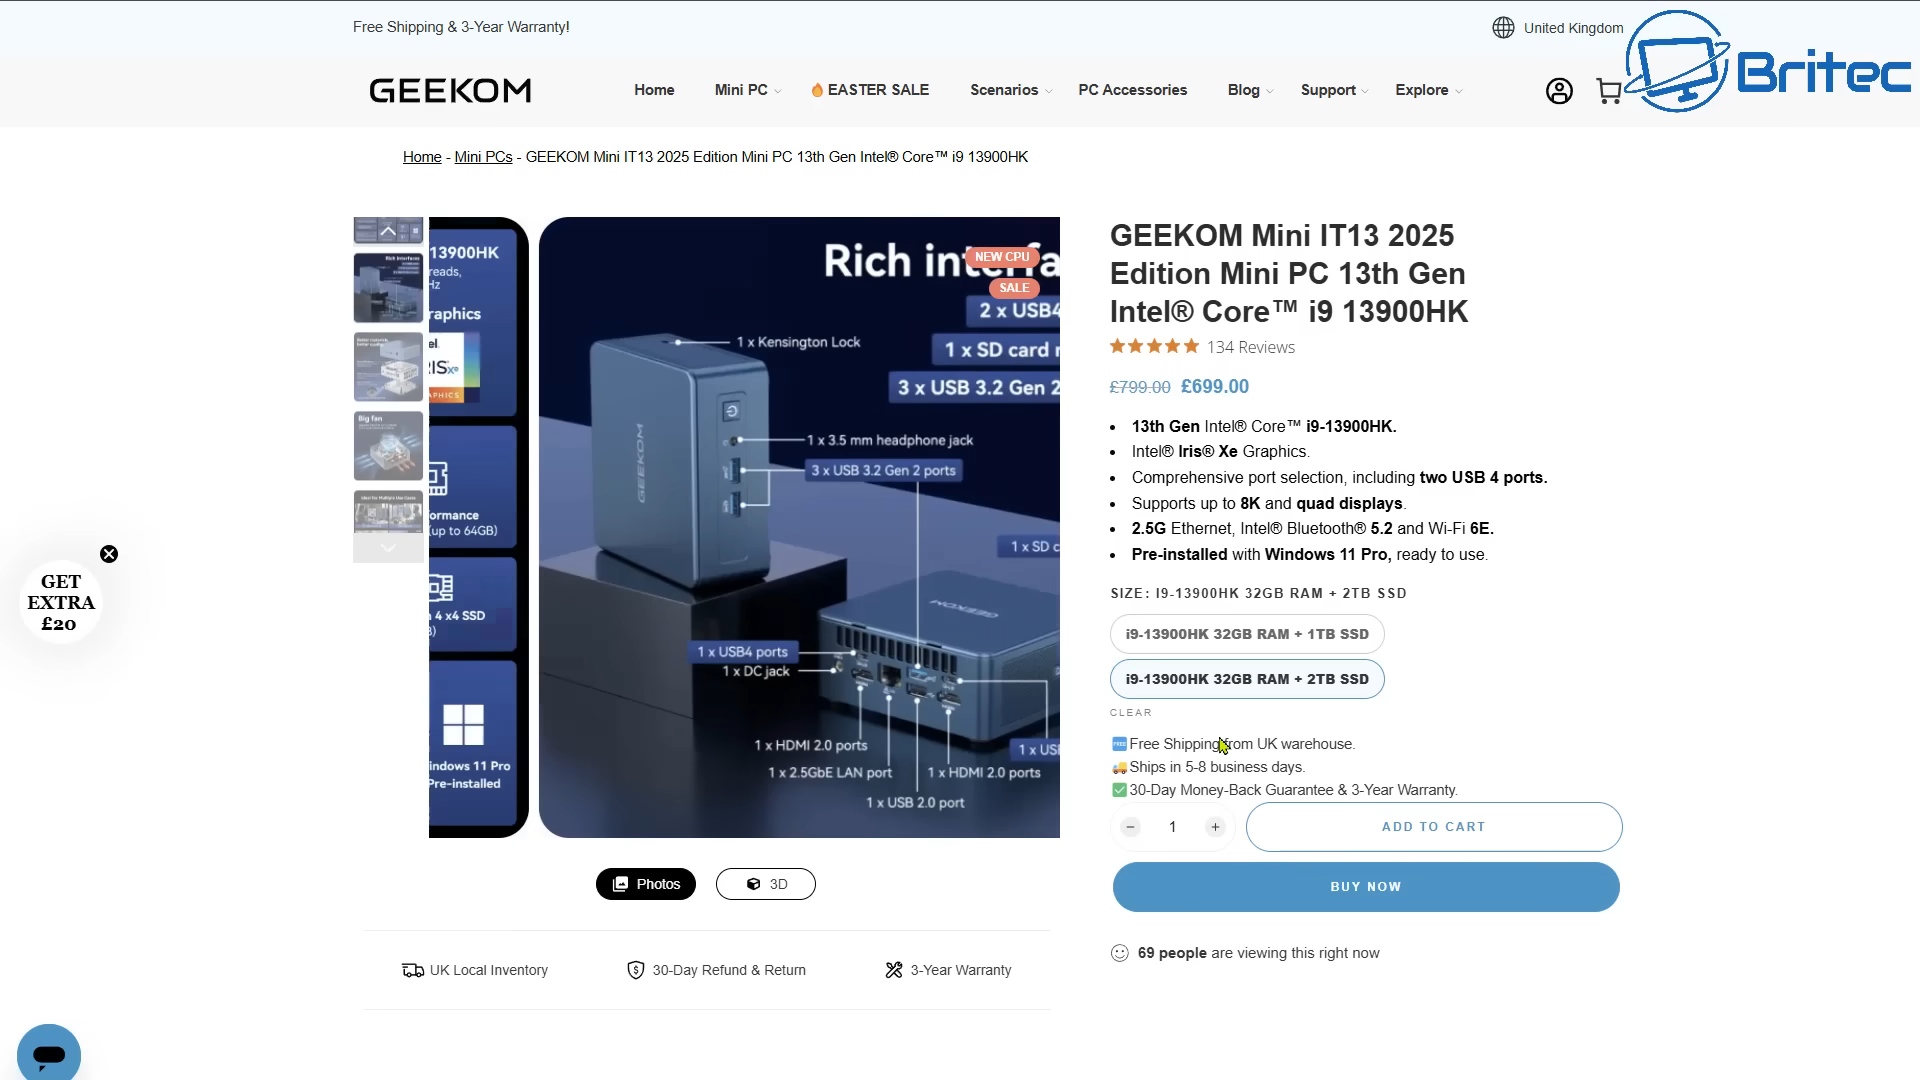 Free Shipping & 3-Year Warranty!
United Kingdom
Britec
GEEKOM
Home
Mini PC
EASTER SALE
Scenarios
PC Accessories
Blog
Support
Explore
Home - Mini PCs - GEEKOM Mini IT13 2025 Edition Mini PC 13th Gen Intel® Core™ i9 13900HK
Rich Interfaces
Big fan
13900HK
raphics
ormance
(up to 64GB)
4 x4 SSD
indows 11 Pro
Pre-installed
Rich interfa
NEW CPU
SALE
2 x USB4
1 x SD card r
3 x USB 3.2 Gen 2
1 x Kensington Lock
1 x 3.5 mm headphone jack
3 x USB 3.2 Gen 2 ports
GEEKOM
1 x SD c
GEEKOM
1 x USB4 ports
1 x DC jack
1 x HDMI 2.0 ports
1 x USB
1 x 2.5GbE LAN port
1 x HDMI 2.0 ports
1 x USB 2.0 port
Photos
3D
UK Local Inventory
30-Day Refund & Return
3-Year Warranty
GEEKOM Mini IT13 2025
Edition Mini PC 13th Gen
Intel® Core™ i9 13900HK
134 Reviews
£799.00 £699.00
• 13th Gen Intel® Core™ i9-13900HK.
• Intel® Iris® Xe Graphics.
• Comprehensive port selection, including two USB 4 ports.
• Supports up to 8K and quad displays.
• 2.5G Ethernet, Intel® Bluetooth® 5.2 and Wi-Fi 6E.
• Pre-installed with Windows 11 Pro, ready to use.
SIZE: I9-13900HK 32GB RAM + 2TB SSD
i9-13900HK 32GB RAM + 1TB SSD
i9-13900HK 32GB RAM + 2TB SSD
CLEAR
FREE Free Shipping from UK warehouse.
Ships in 5-8 business days.
30-Day Money-Back Guarantee & 3-Year Warranty.
− 1 +
ADD TO CART
BUY NOW
69 people are viewing this right now
GET
EXTRA
£20